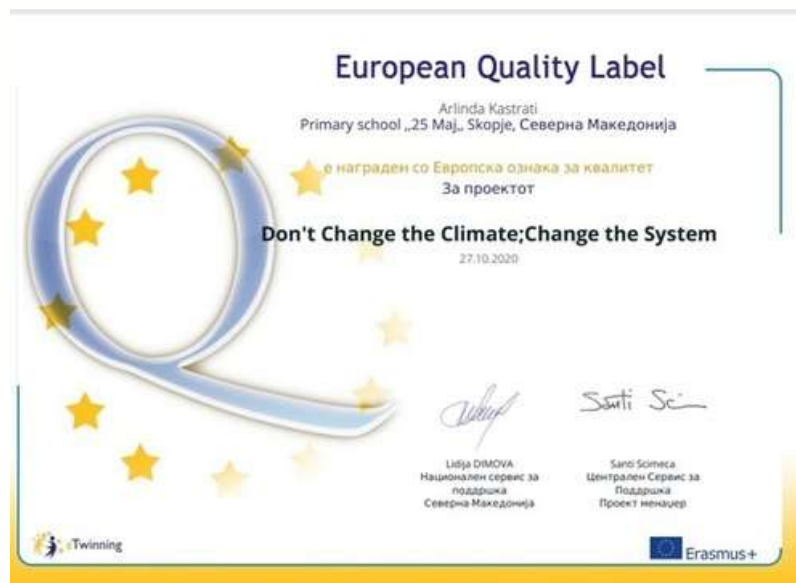 European Quality Label
Arlinda Kastrati
Primary school „25 Maj„, Skopje, Северна Македонија
е награден со Европска ознака за квалитет
За проектот
Don't Change the Climate;Change the System
27.10.2020
Santi Sci
Lidija DIMOVA
Национален сервис за
поддршка
Северна Македонија
Santi Scimeca
Централен Сервис за
Поддршка
Проект менаџер
eTwinning
Erasmus+